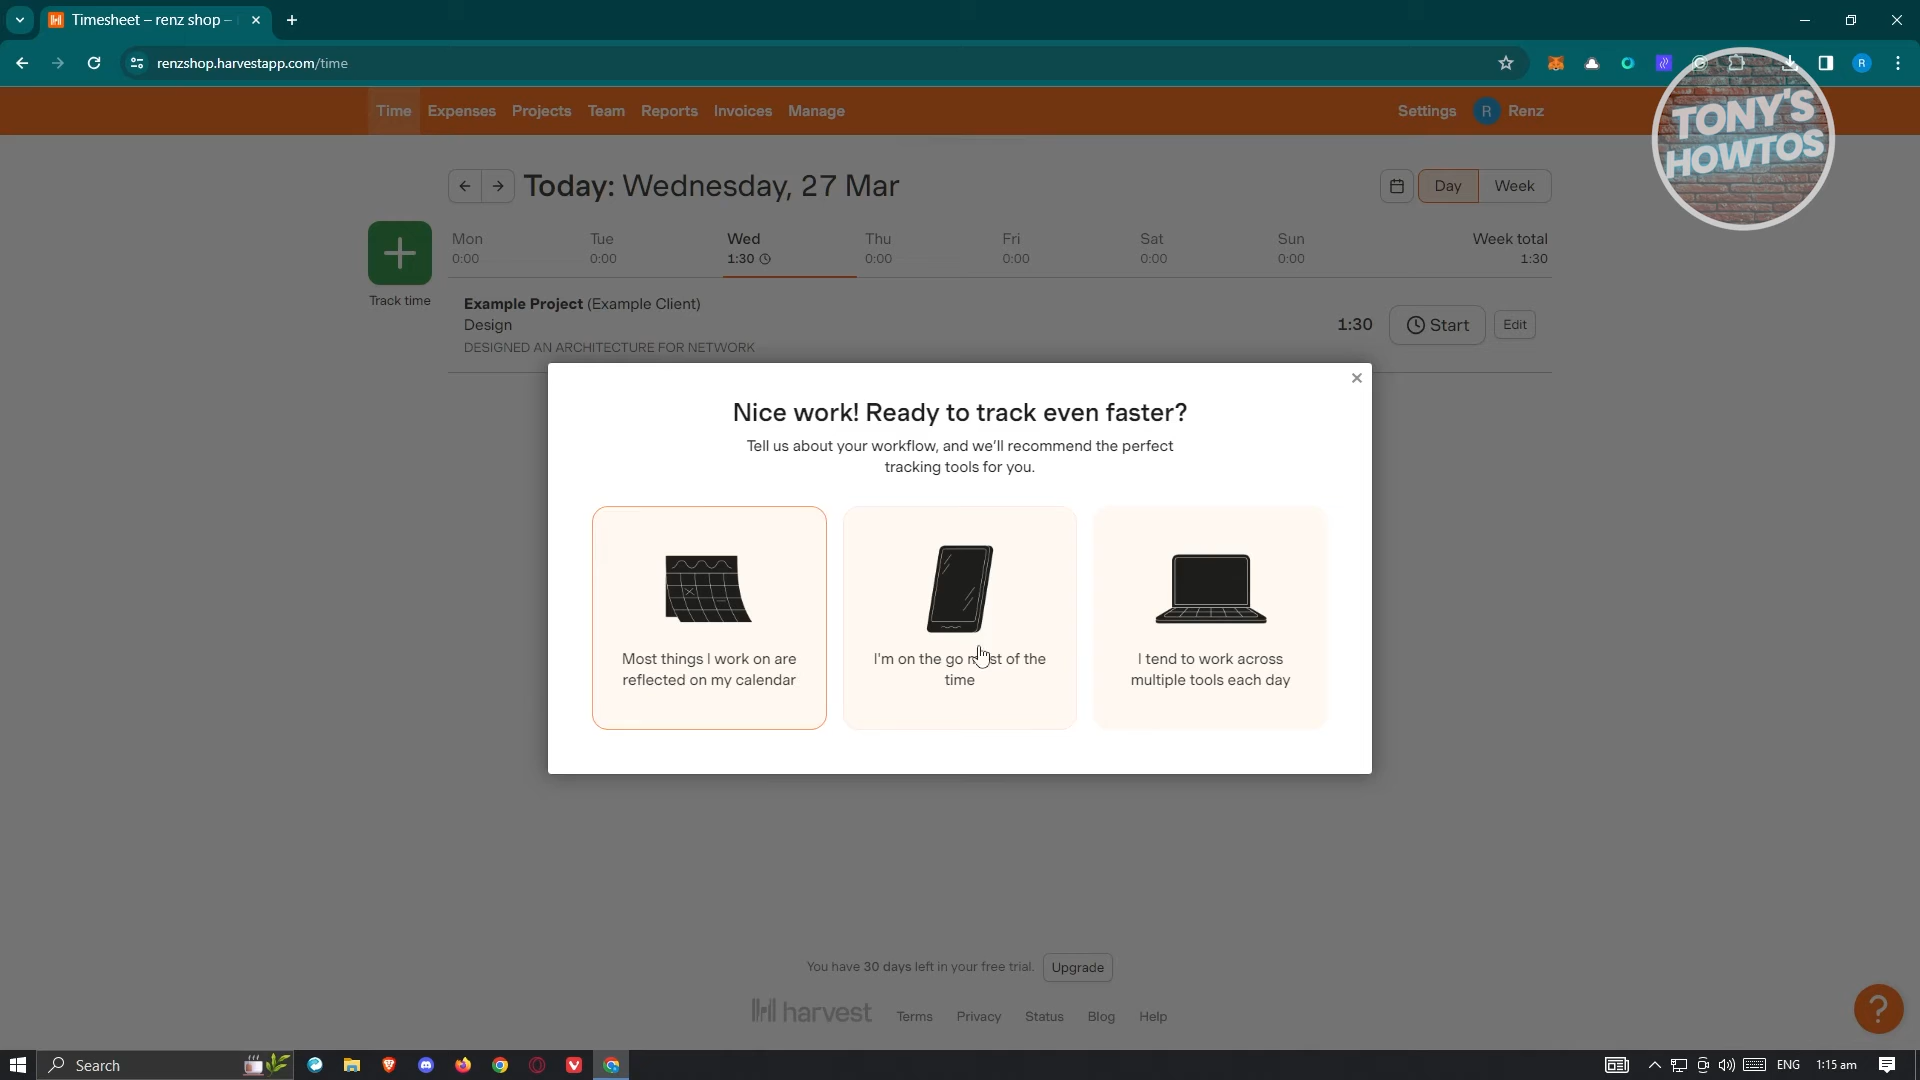 Timesheet – renz shop –
renzshop.harvestapp.com/time
R
Time Expenses Projects Team Reports Invoices Manage
Settings R Renz
TONY'S
HOWTOS
Today: Wednesday, 27 Mar
Day Week
Mon Tue Wed Thu Fri Sat Sun Week total
0:00 0:00 1:30 0:00 0:00 0:00 0:00 1:30
Track time
Example Project (Example Client)
Design
DESIGNED AN ARCHITECTURE FOR NETWORK
1:30 Start Edit
Nice work! Ready to track even faster?
Tell us about your workflow, and we'll recommend the perfect
tracking tools for you.
Most things I work on are
reflected on my calendar
I'm on the go most of the
time
I tend to work across
multiple tools each day
You have 30 days left in your free trial. Upgrade
harvest Terms Privacy Status Blog Help
?
Search
ENG 1:15 am